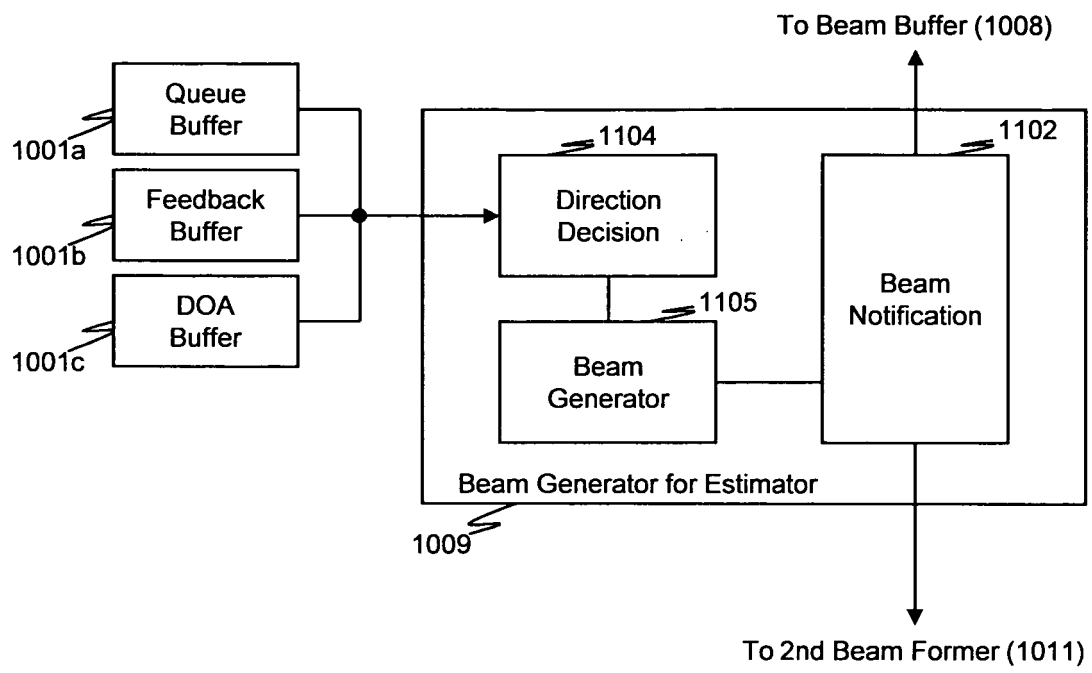 To Beam Buffer (1008)
Queue
Buffer
1001a
Feedback
Buffer
1001b
DOA
Buffer
1001c
1104
Direction
Decision
1105
Beam
Generator
1102
Beam
Notification
Beam Generator for Estimator
1009
To 2nd Beam Former (1011)